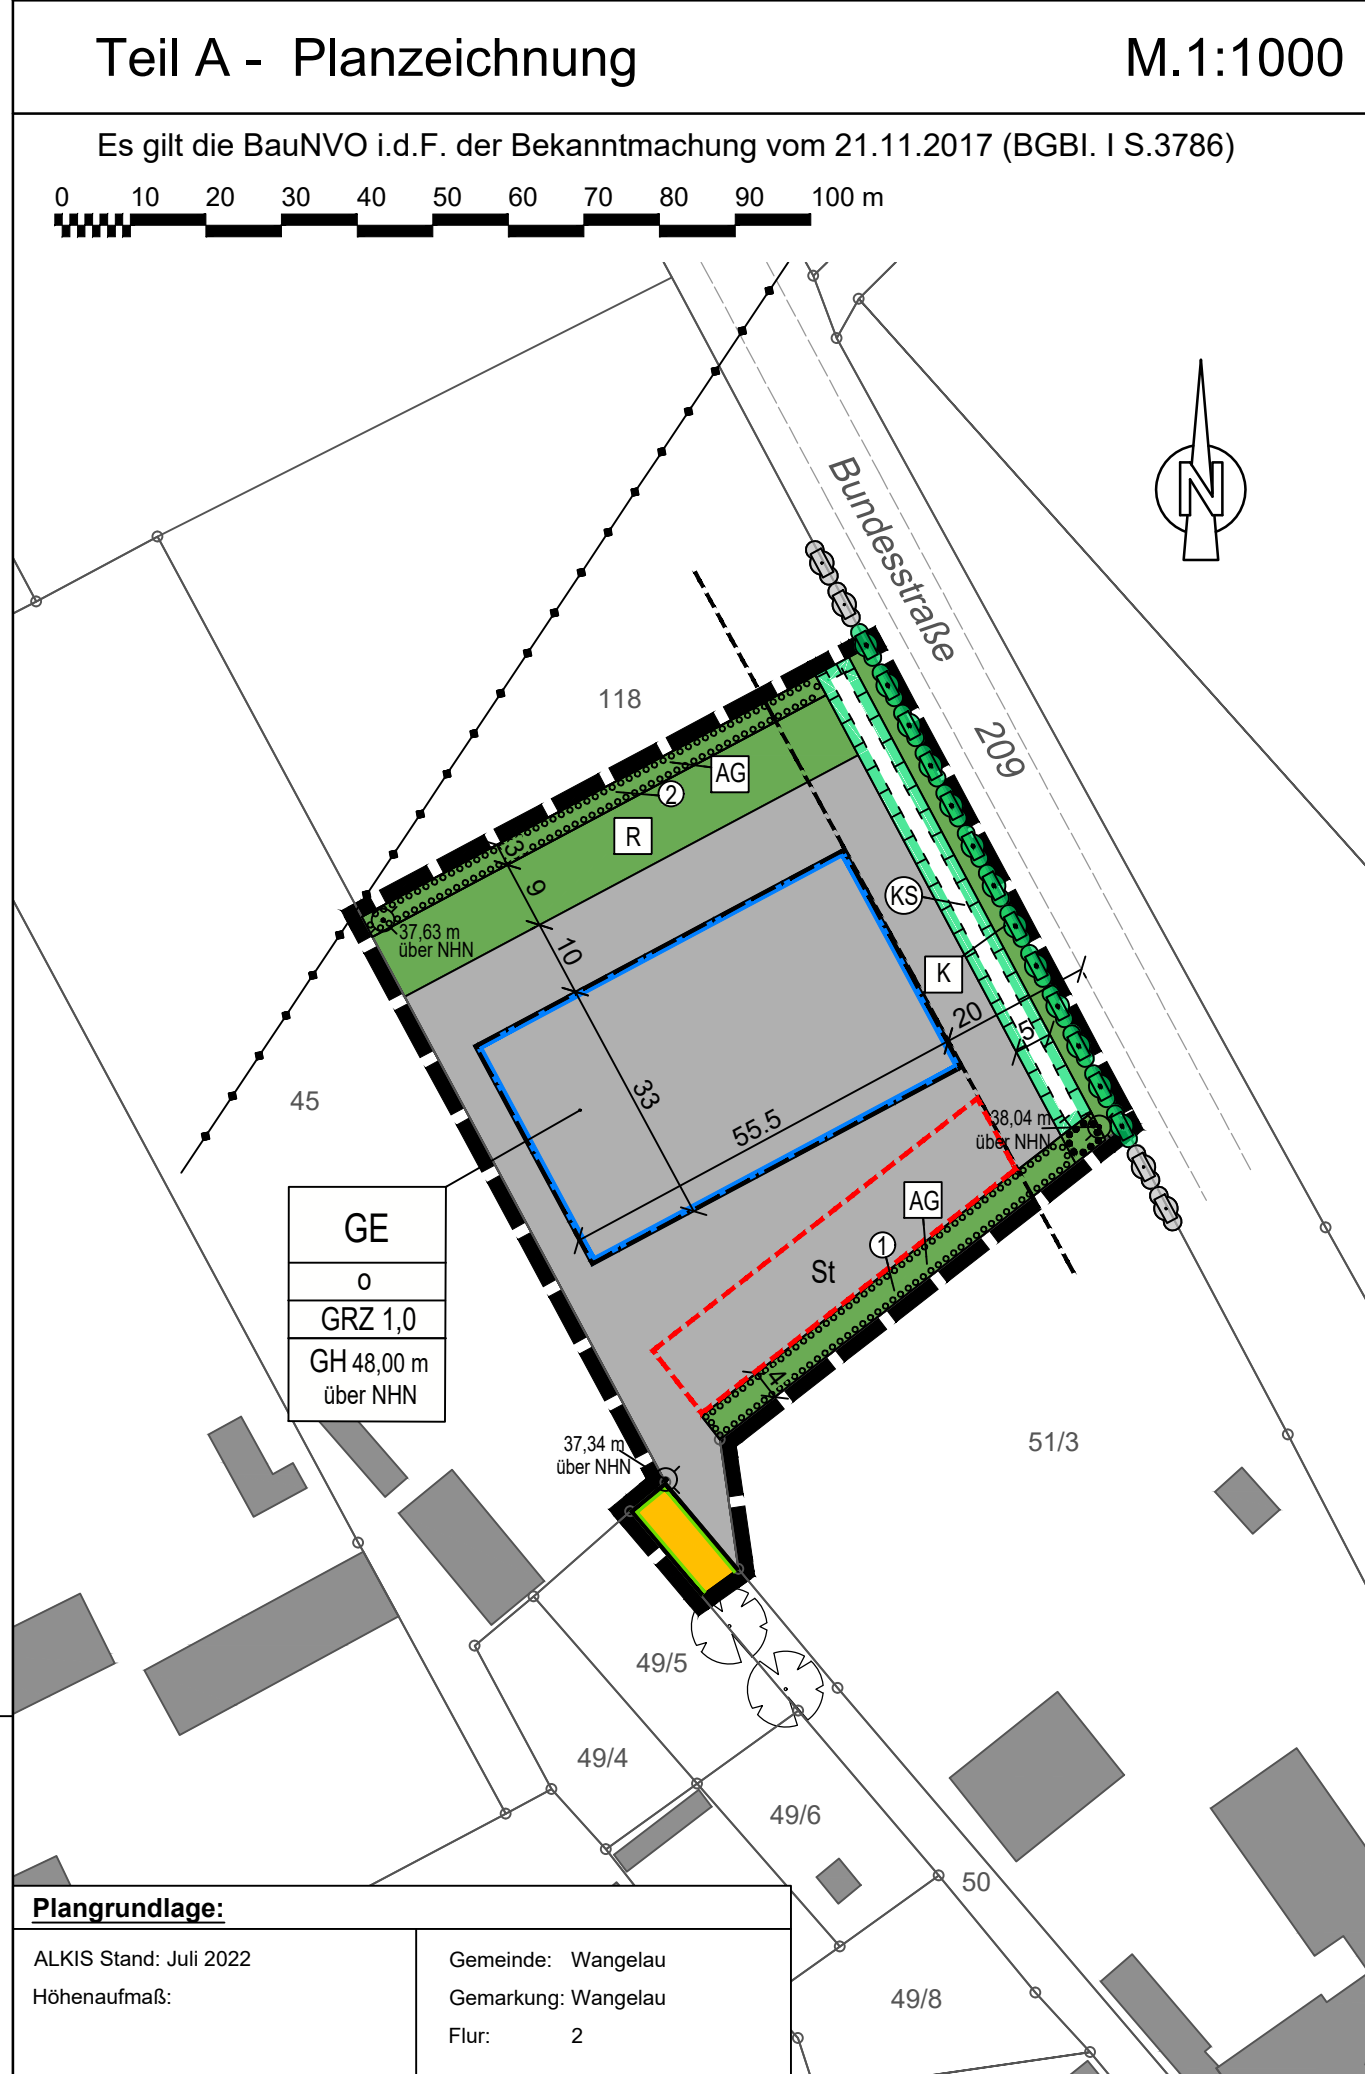 Teil A - Planzeichnung
M.1:1000
Es gilt die BauNVO i.d.F. der Bekanntmachung vom 21.11.2017 (BGBl. I S.3786)
0 10 20 30 40 50 60 70 80 90 100 m
N
Bundesstraße
209
118
AG
2
R
3
9
10
37,63 m
über NHN
KS
K
20
5
33
55.5
45
38,04 m
über NHN
AG
1
St
4
GE
o
GRZ 1,0
GH 48,00 m
über NHN
37,34 m
über NHN
51/3
49/5
49/4
49/6
50
49/8
Plangrundlage:
ALKIS Stand: Juli 2022
Höhenaufmaß:
Gemeinde: Wangelau
Gemarkung: Wangelau
Flur: 2